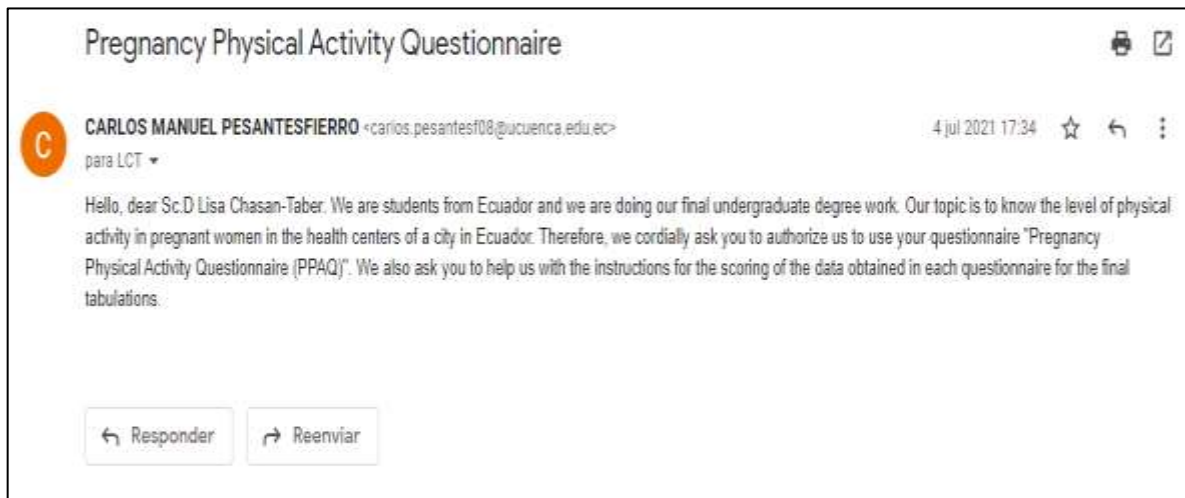 Pregnancy Physical Activity Questionnaire
C
CARLOS MANUEL PESANTESFIERRO <carlos.pesantesf08@ucuenca.edu.ec>
4 jul 2021 17:34
para LCT
Hello, dear Sc.D Lisa Chasan-Taber. We are students from Ecuador and we are doing our final undergraduate degree work. Our topic is to know the level of physical
activity in pregnant women in the health centers of a city in Ecuador. Therefore, we cordially ask you to authorize us to use your questionnaire "Pregnancy
Physical Activity Questionnaire (PPAQ)". We also ask you to help us with the instructions for the scoring of the data obtained in each questionnaire for the final
tabulations.
Responder
Reenviar